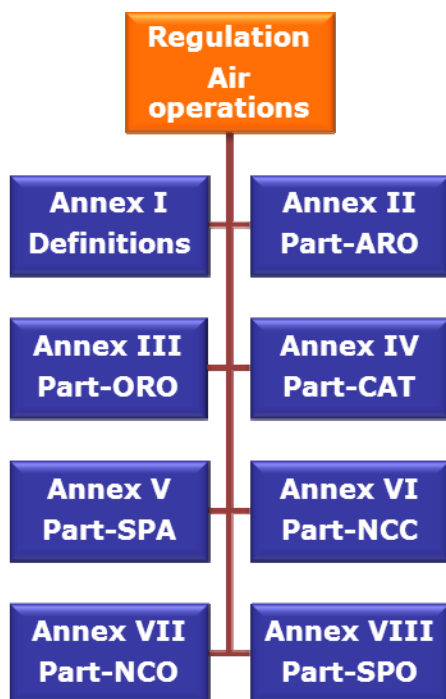 Regulation
Air
operations
Annex I
Definitions
Annex II
Part-ARO
Annex III
Part-ORO
Annex IV
Part-CAT
Annex V
Part-SPA
Annex VI
Part-NCC
Annex VII
Part-NCO
Annex VIII
Part-SPO